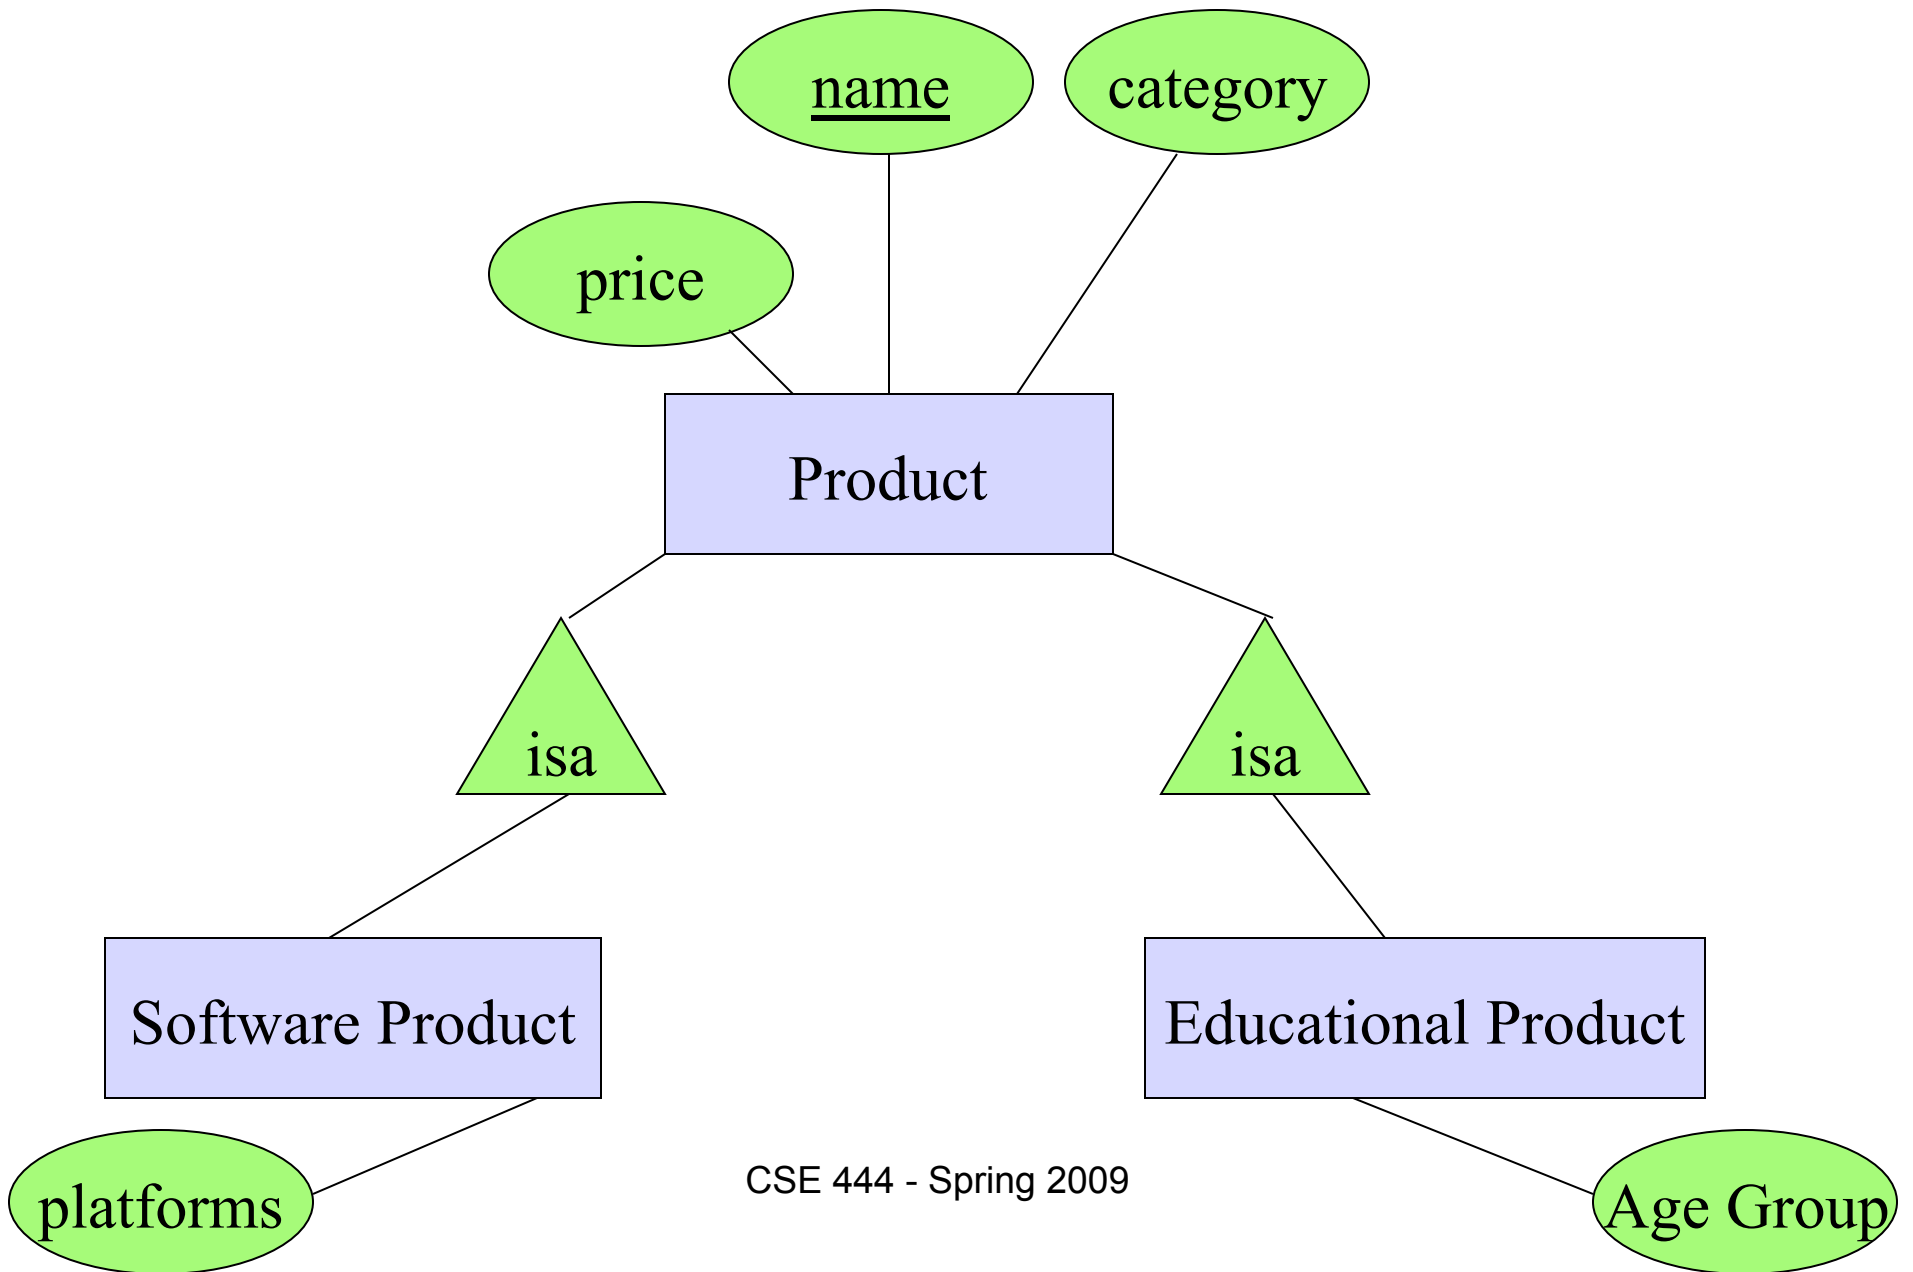 name
category
price
Product
isa
isa
Software Product
Educational Product
platforms
CSE 444 - Spring 2009
Age Group